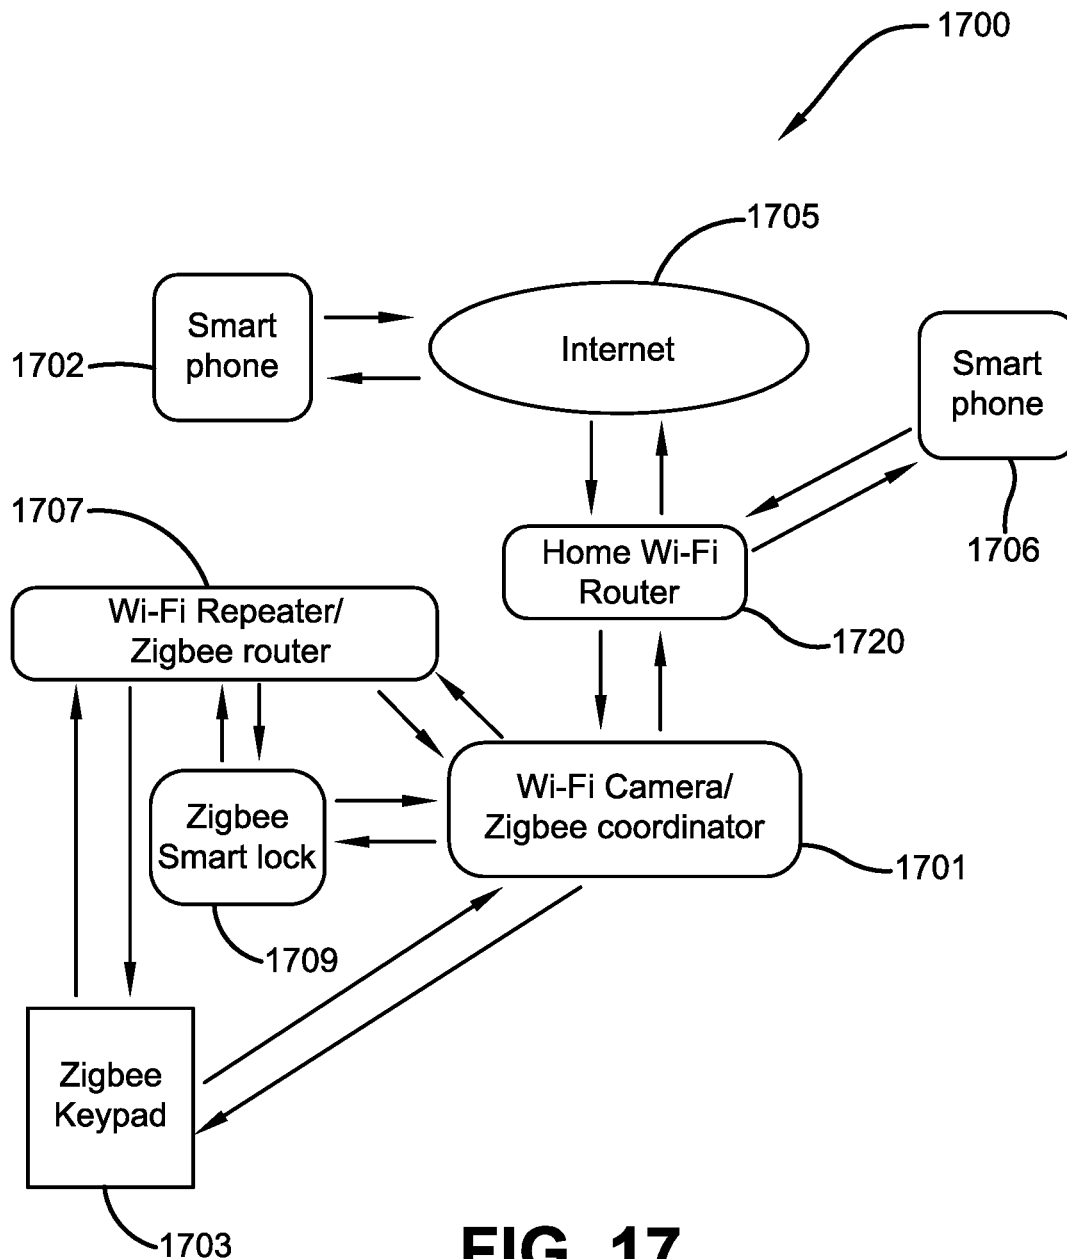 1700
1705
Smart
phone
1702
Internet
Smart
phone
1706
1707
Home Wi-Fi
Router
1720
Wi-Fi Repeater/
Zigbee router
Wi-Fi Camera/
Zigbee coordinator
1701
Zigbee
Smart lock
1709
Zigbee
Keypad
1703
FIG. 17